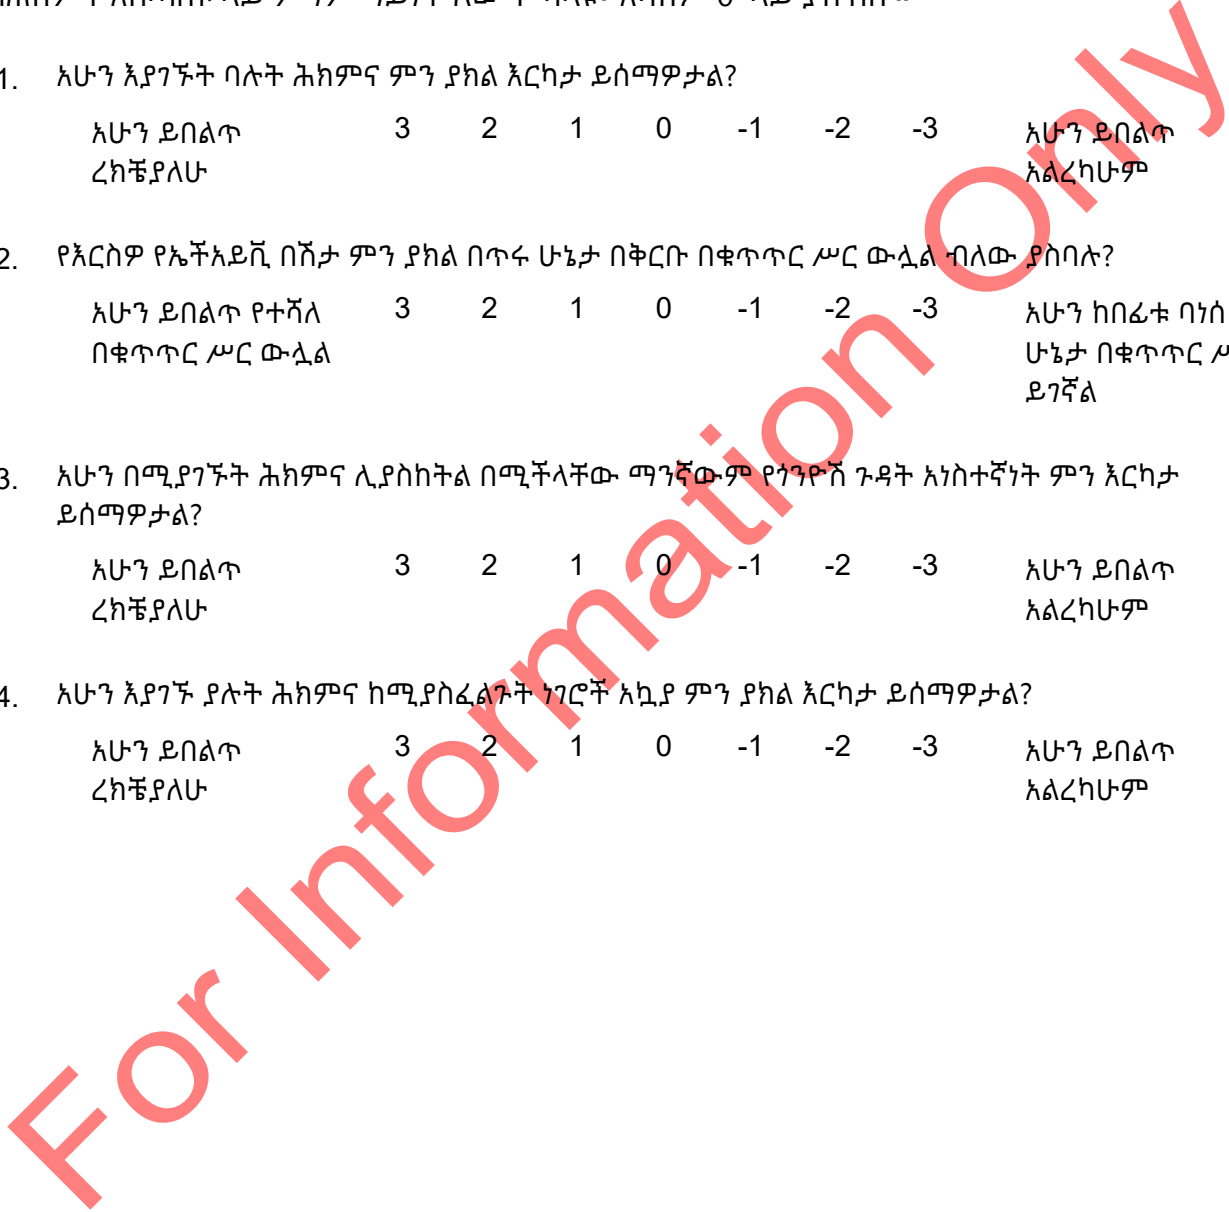 1. አሁን እያገኙት ባሉት ሕክምና ምን ያክል እርካታ ይሰማዎታል?
አሁን ይበልጥ 3 2 1 0 -1 -2 -3 አሁን ይበልጥ
ረክቼያለሁ አልረካሁም
2. የእርስዎ የኤችአይቪ በሽታ ምን ያክል በጥሩ ሁኔታ በቅርቡ በቁጥጥር ሥር ውሏል ብለው ያስባሉ?
አሁን ይበልጥ የተሻለ 3 2 1 0 -1 -2 -3 አሁን ከበፊቱ ባነሰ
በቁጥጥር ሥር ውሏል ሁኔታ በቁጥጥር
ይገኛል
3. አሁን በሚያገኙት ሕክምና ሊያስከትል በሚችላቸው ማንኛውም የጎንዮሽ ጉዳት አነስተኛነት ምን እርካታ
ይሰማዎታል?
አሁን ይበልጥ 3 2 1 0 -1 -2 -3 አሁን ይበልጥ
ረክቼያለሁ አልረካሁም
4. አሁን እያገኙ ያሉት ሕክምና ከሚያስፈልጉት ነገሮች አኳያ ምን ያክል እርካታ ይሰማዎታል?
አሁን ይበልጥ 3 2 1 0 -1 -2 -3 አሁን ይበልጥ
ረክቼያለሁ አልረካሁም
For Information Only